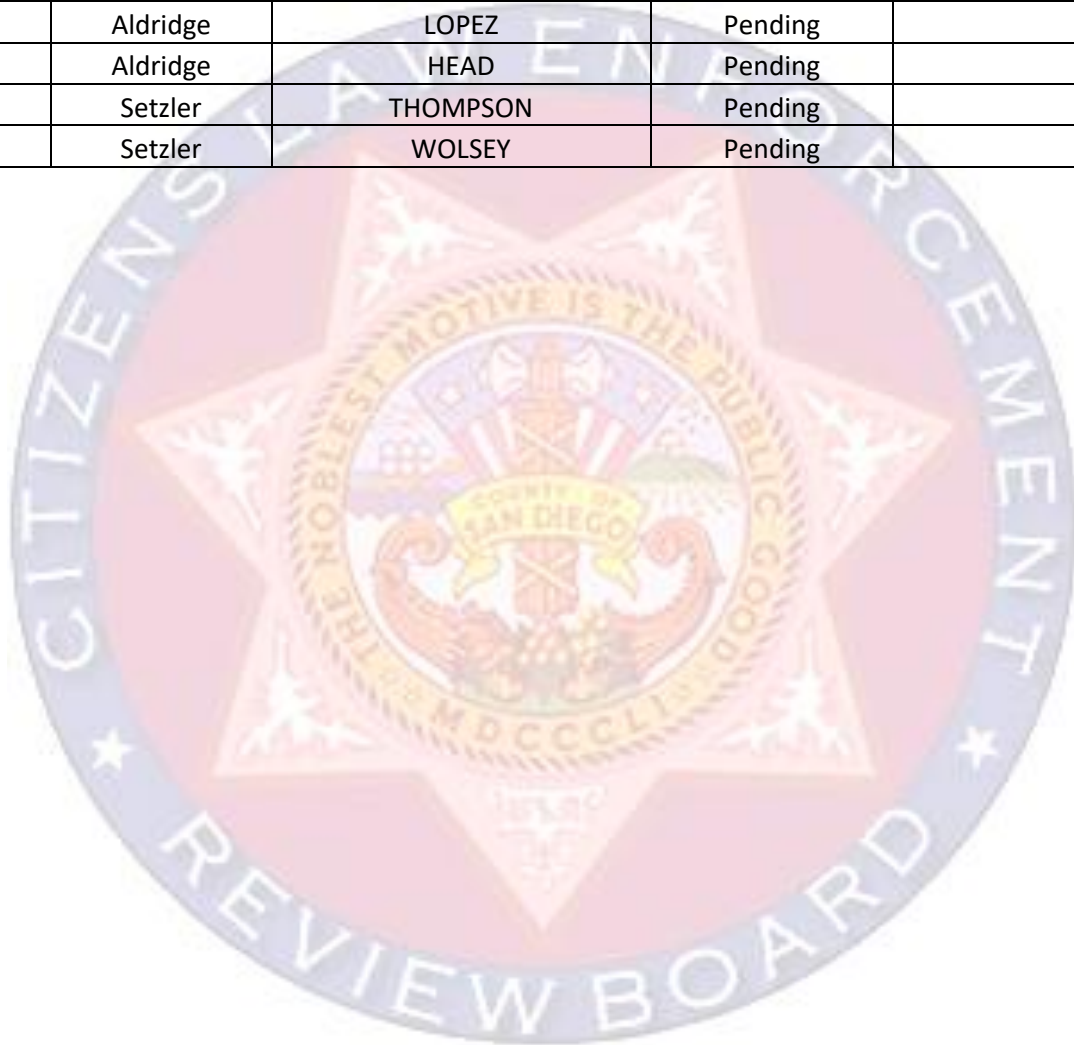 Aldridge LOPEZ Pending
Aldridge HEAD Pending
Setzler THOMPSON Pending
Setzler WOLSEY Pending
CITIZENS LAW ENFORCEMENT
THE NOBLEST MOTIVE IS THE PUBLIC GOOD
COUNTY OF
SAN DIEGO
MDCCCLI
★ REVIEW BOARD ★